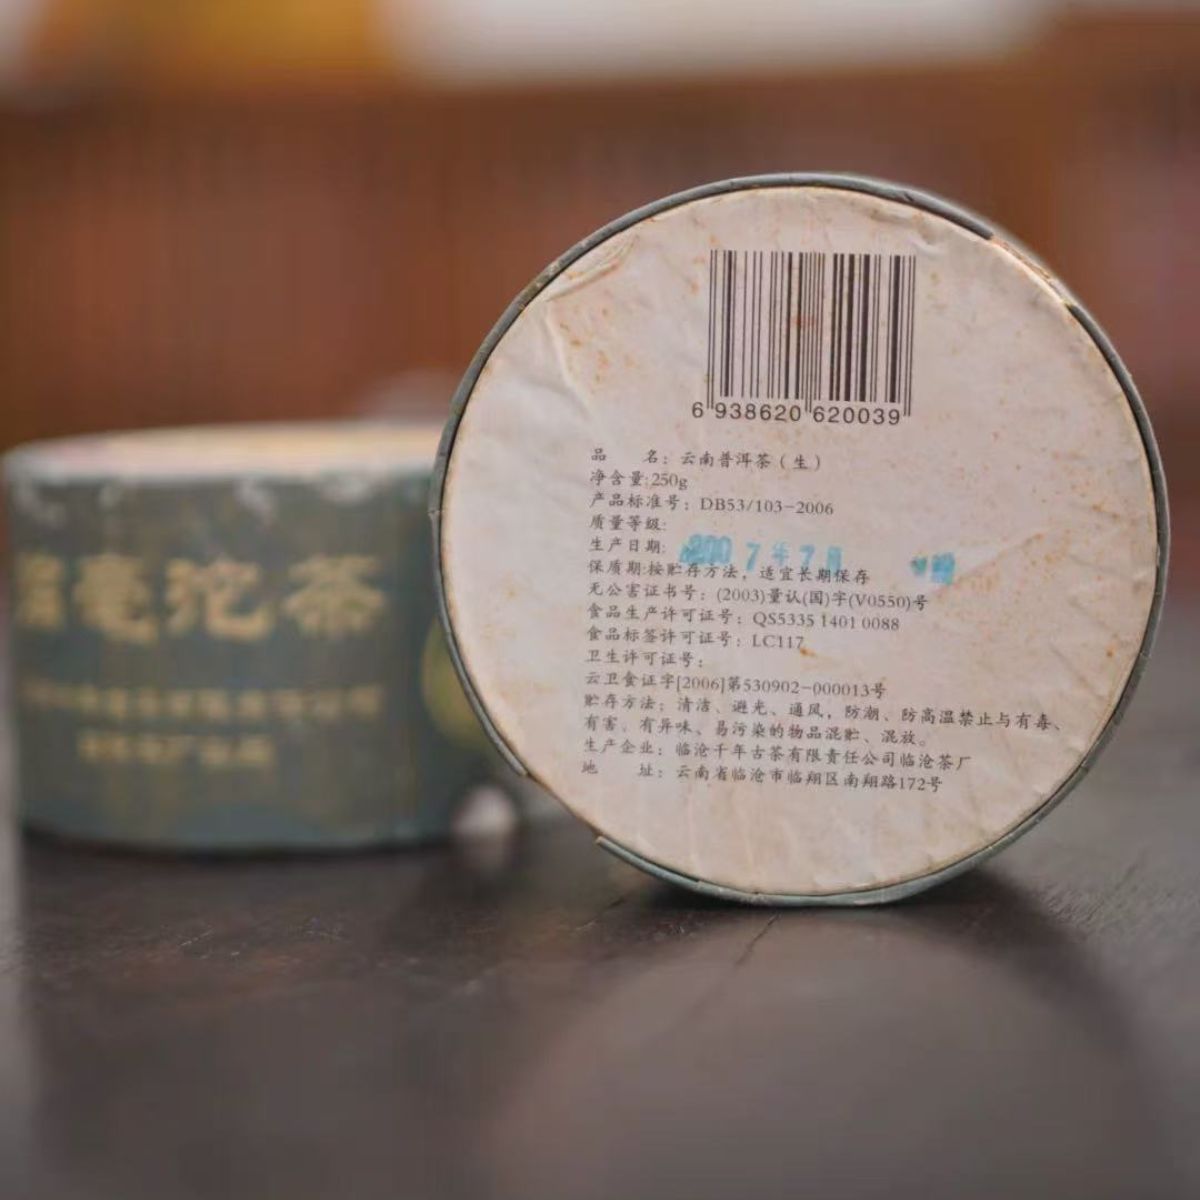 毫沱茶
6 938620 620039
品 名：云南普洱茶（生）
净含量:250g
产品标准号：DB53/103-2006
质量等级:
生产日期: 2007年7月
保质期:按贮存方法，适宜长期保存
无公害证书号：(2003)量认(国)字(V0550)号
食品生产许可证号：QS5335 1401 0088
食品标签许可证号：LC117
卫生许可证号：
云卫食证字[2006]第530902-000013号
贮存方法：清洁、避光、通风，防潮、防高温禁止与有毒、
有害、有异味、易污染的物品混贮、混放。
生产企业：临沧千年古茶有限责任公司临沧茶厂
地 址：云南省临沧市临翔区南翔路172号